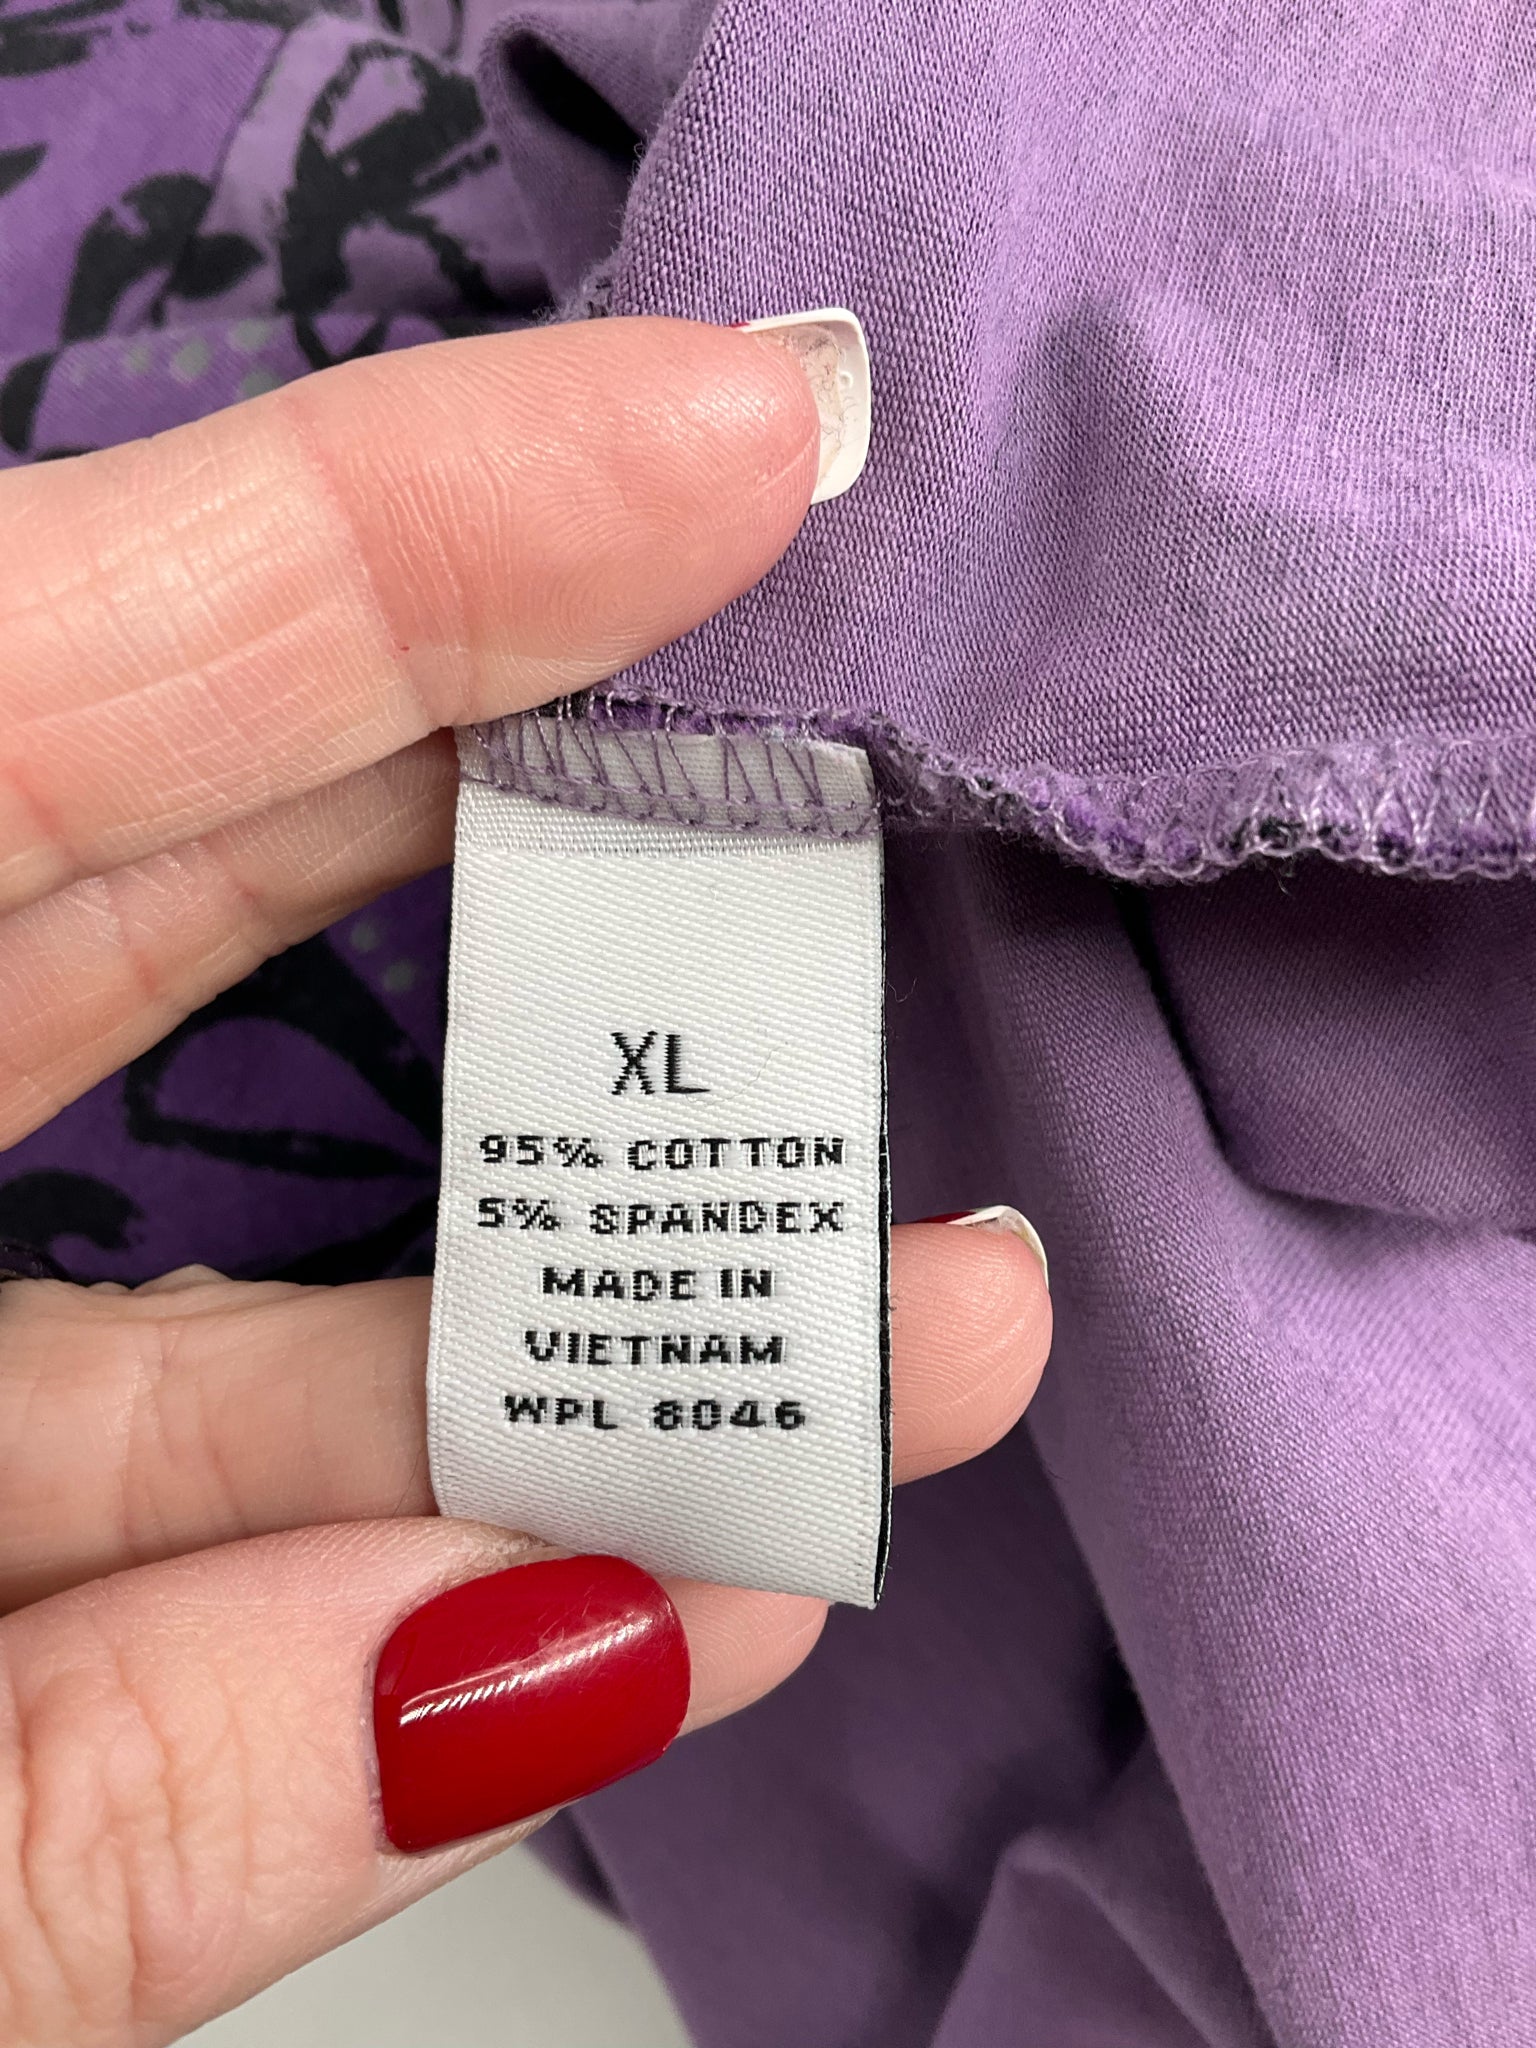 XL
95% COTTON
5% SPANDEX
MADE IN
VIETNAM
WPL 8046